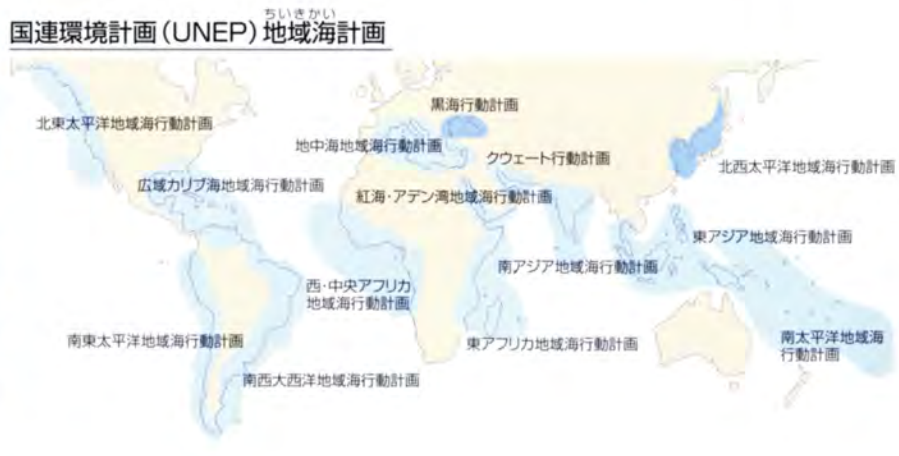 ちいきかい
国連環境計画(UNEP)地域海計画
黒海行動計画
北東太平洋地域海行動計画
地中海地域海行動計画
クウェート行動計画
北西太平洋地域海行動計画
広域カリブ海地域海行動計画
紅海・アデン湾地域海行動計画
東アジア地域海行動計画
南アジア地域海行動計画
西・中央アフリカ
地域海行動計画
南東太平洋地域海行動計画
東アフリカ地域海行動計画
南太平洋地域海
行動計画
南西大西洋地域海行動計画